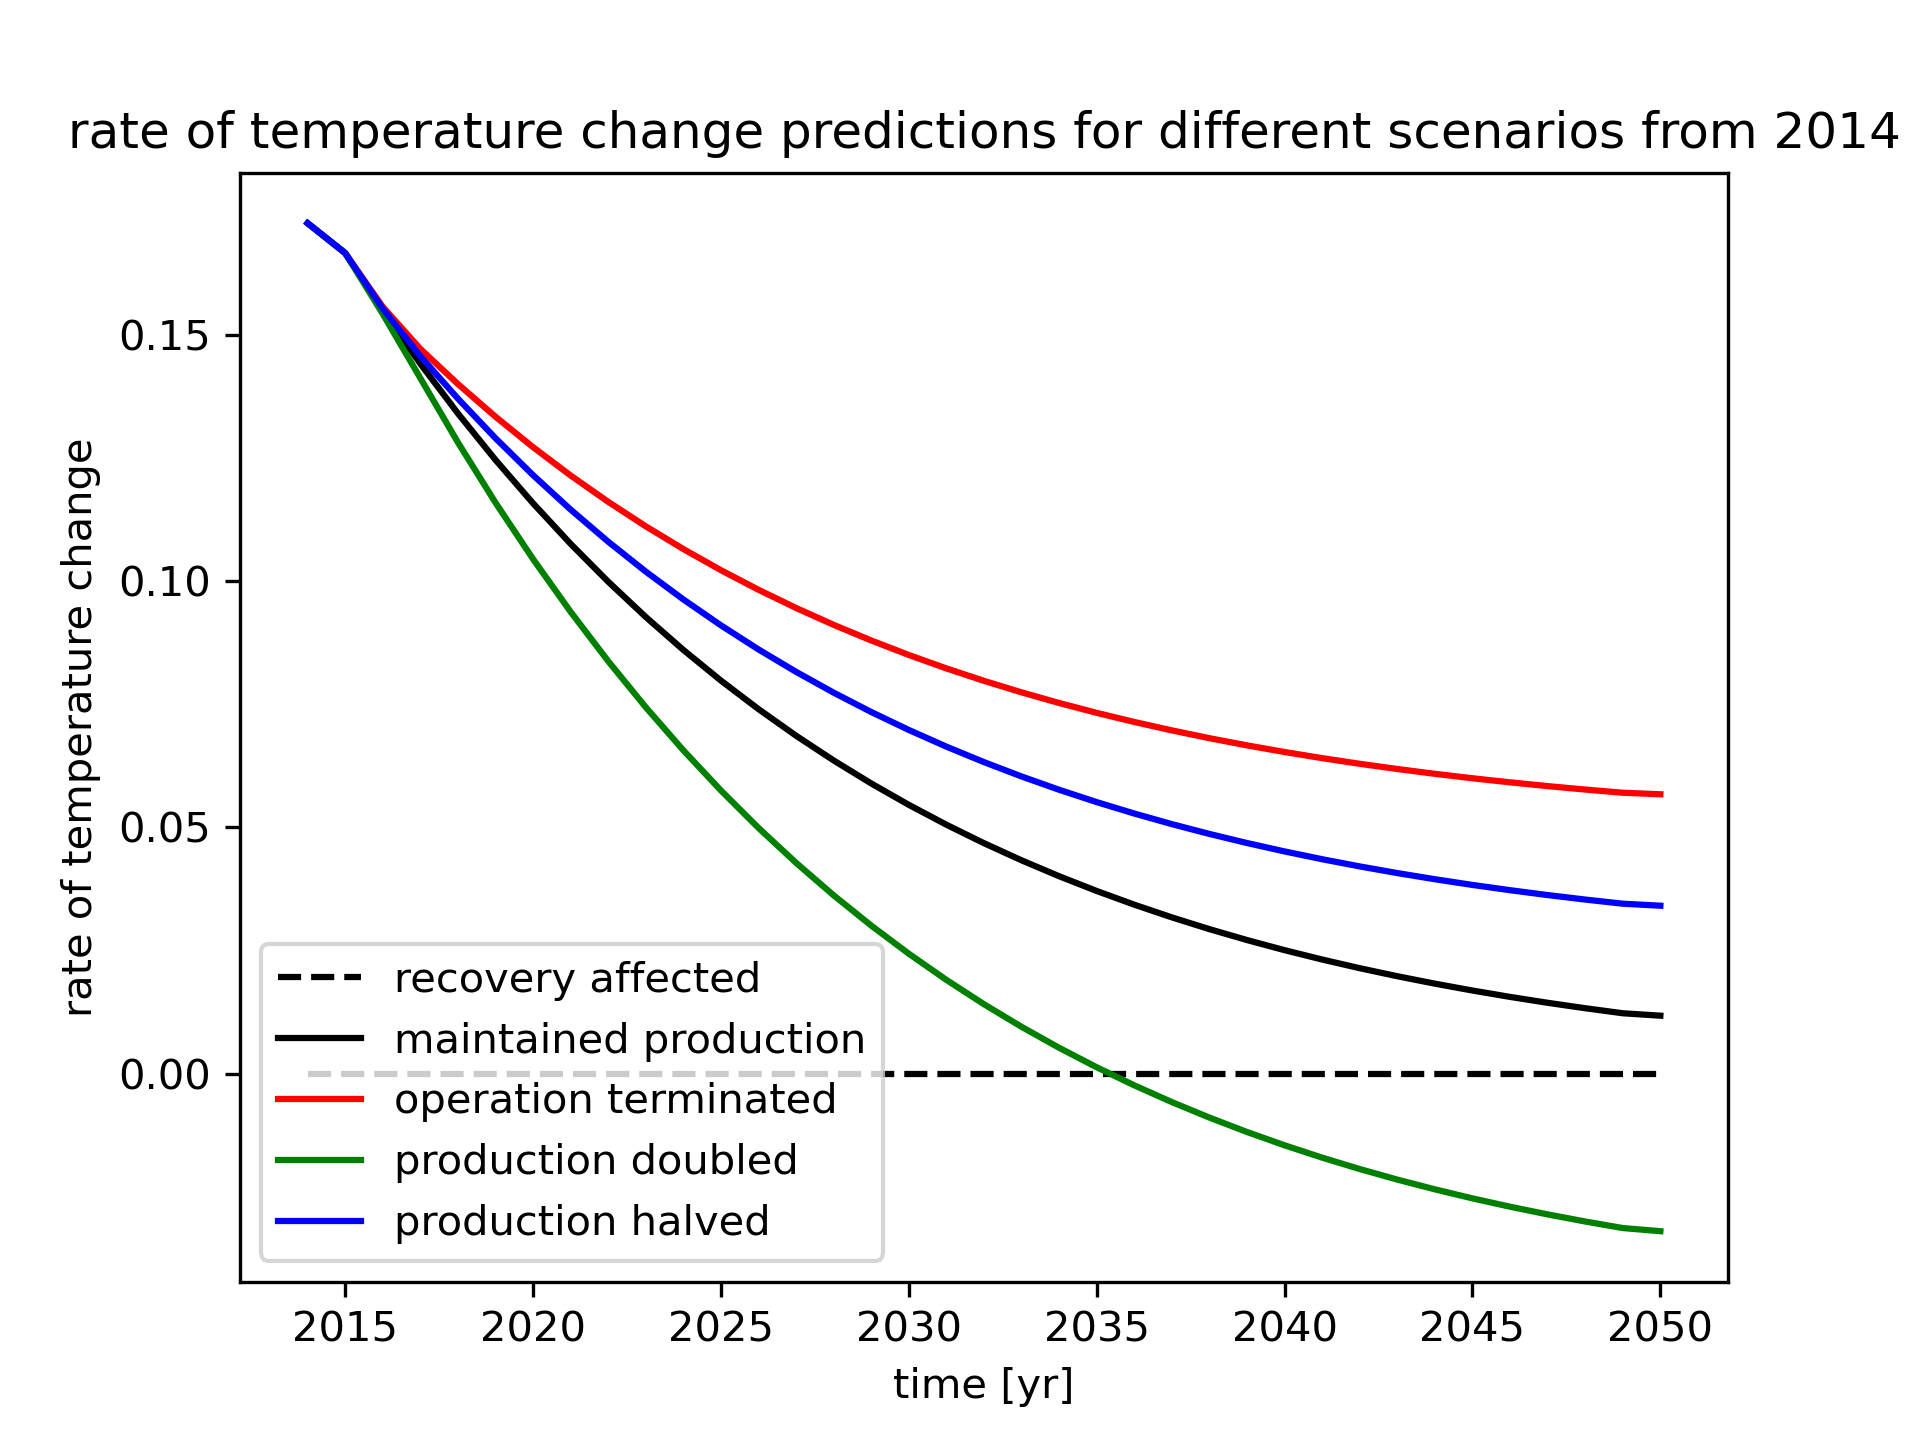 rate of temperature change predictions for different scenarios from 2014
rate of temperature change
0.15
0.10
0.05
0.00
recovery affected
maintained production
operation terminated
production doubled
production halved
2015 2020 2025 2030 2035 2040 2045 2050
time [yr]